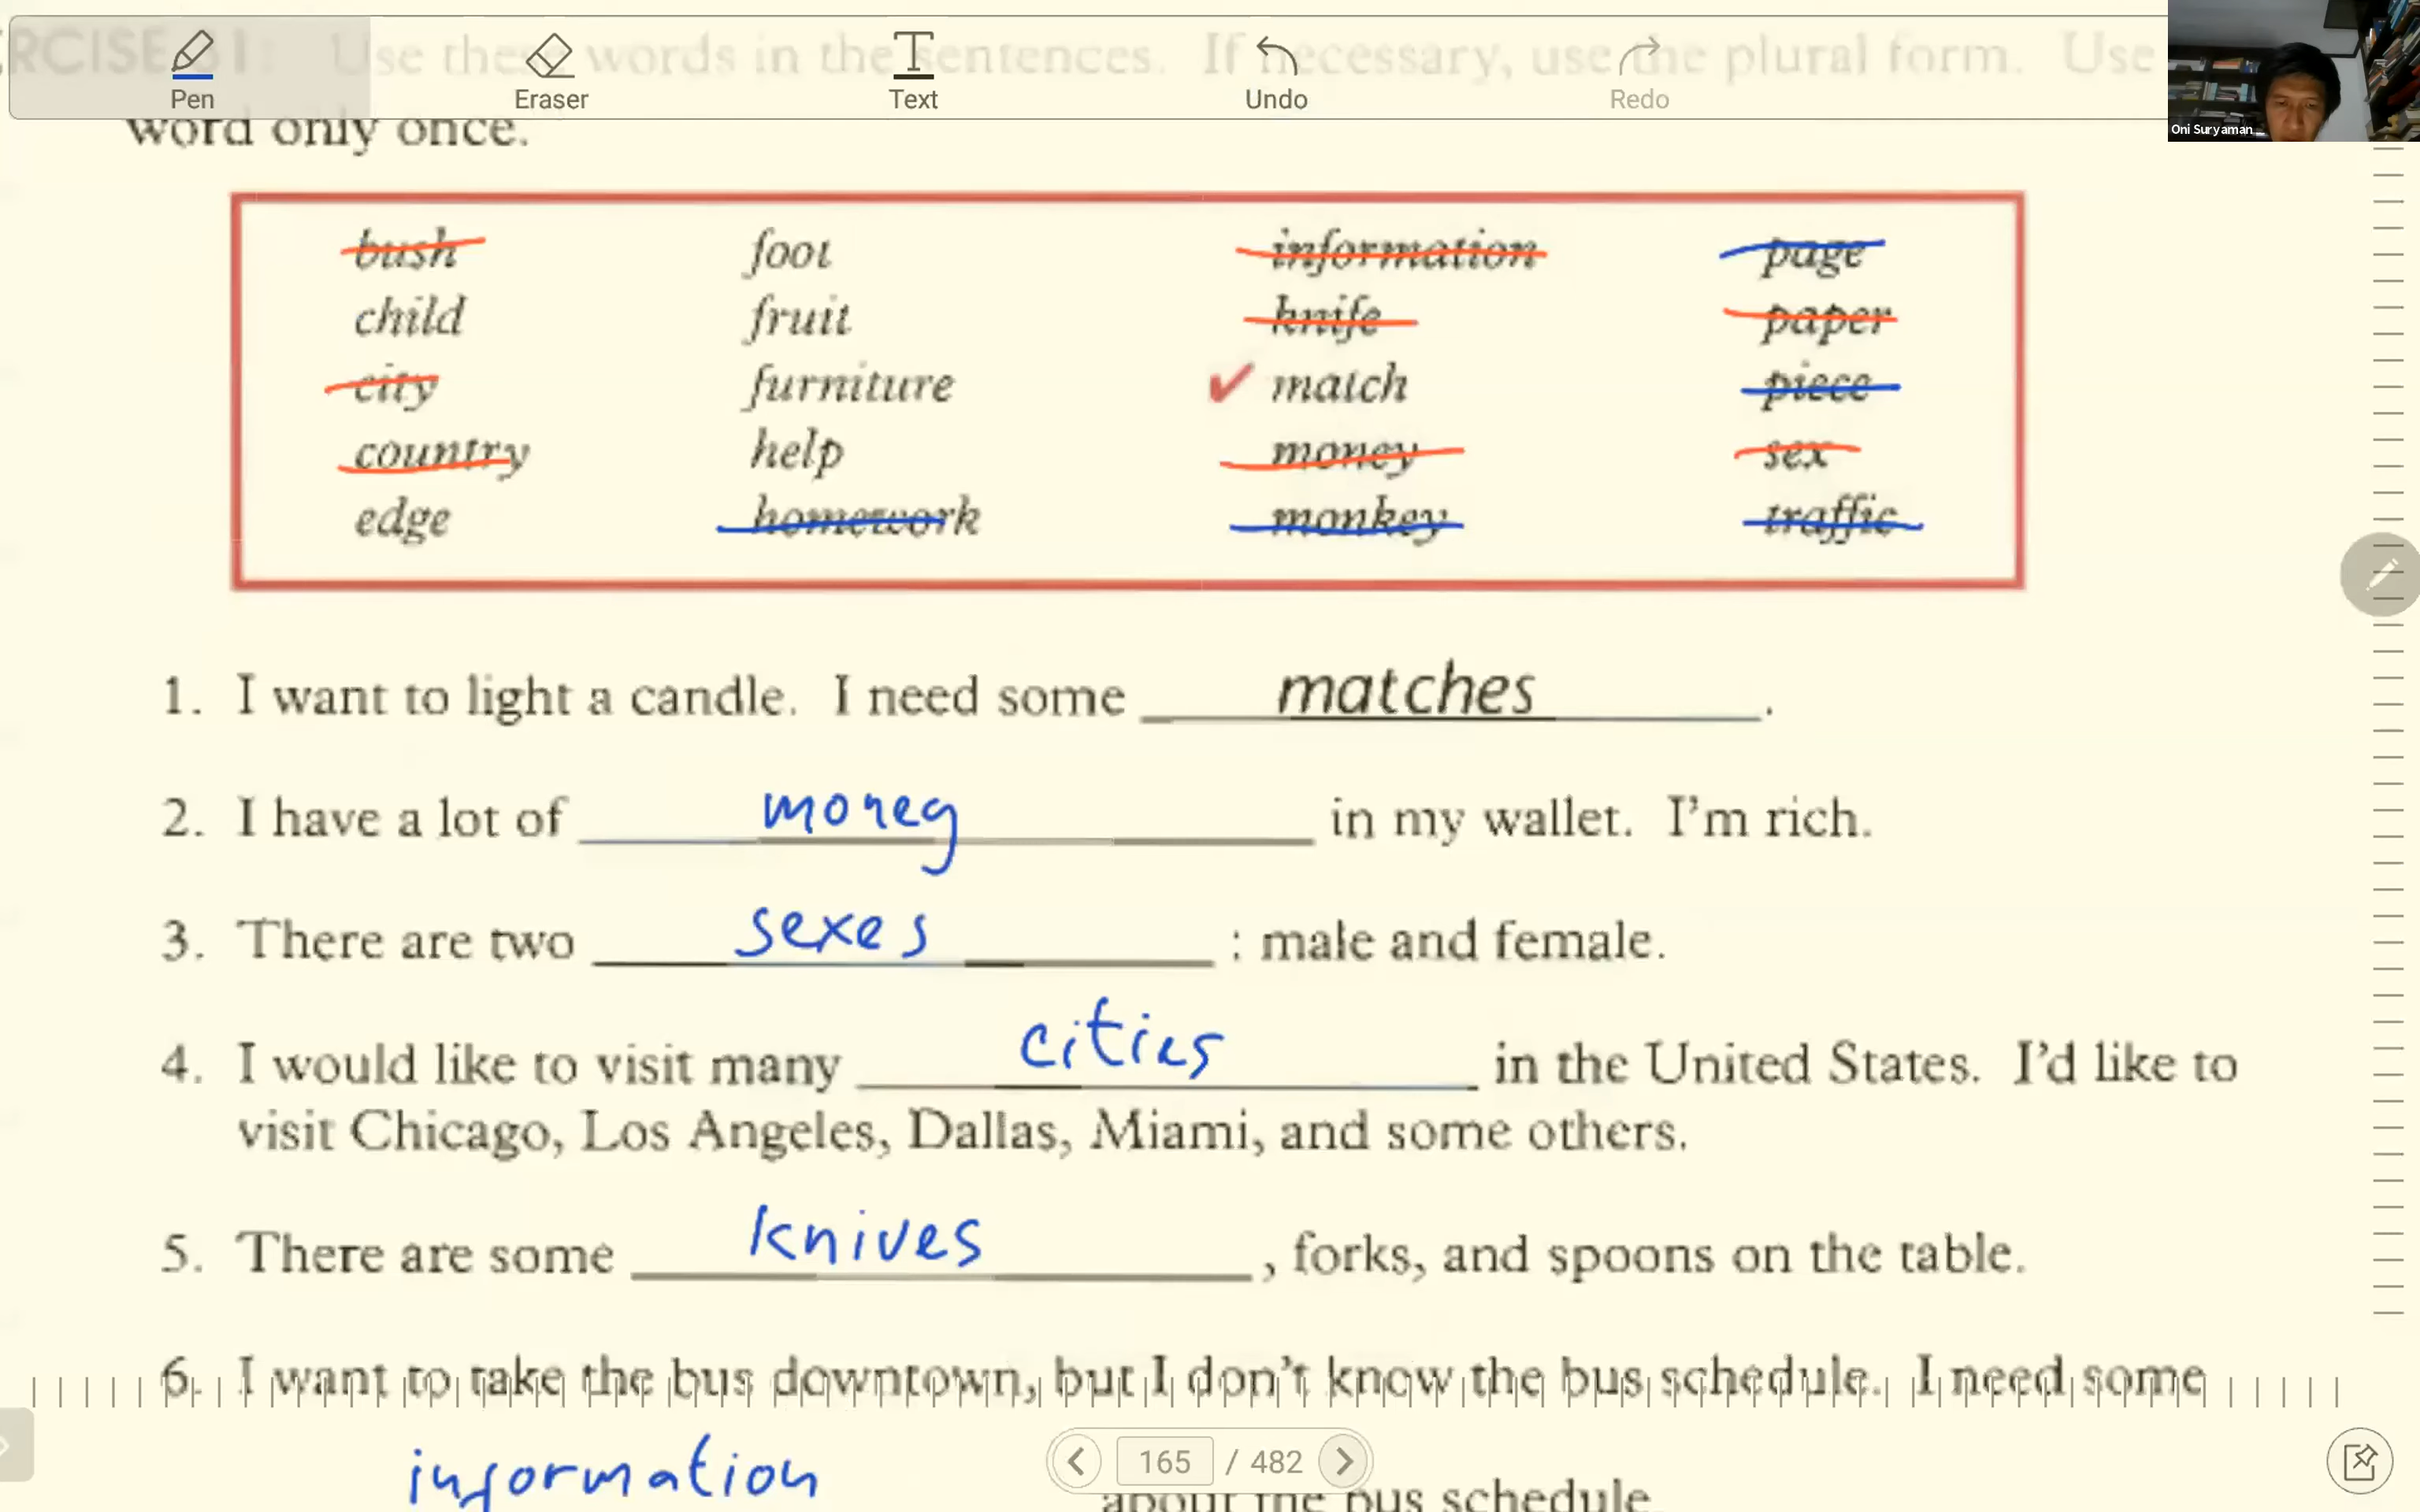 RCISE 31: Use these words in the sentences. If necessary, use the plural form. Use
Pen Eraser Text Undo Redo
word only once.
Oni Suryaman
bush foot information page
child fruit knife paper
city furniture match piece
country help money sex
edge homework monkey traffic
1. I want to light a candle. I need some matches.
2. I have a lot of money in my wallet. I'm rich.
3. There are two sexes: male and female.
4. I would like to visit many cities in the United States. I'd like to
visit Chicago, Los Angeles, Dallas, Miami, and some others.
5. There are some knives, forks, and spoons on the table.
6. I want to take the bus downtown, but I don't know the bus schedule. I need some
information about the bus schedule.
165 / 482